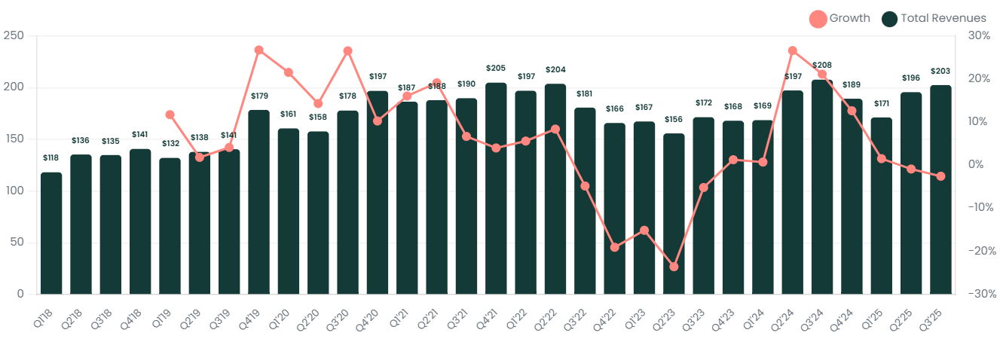 Growth Total Revenues
250 30%
200 20%
150 10%
100 0%
50 −10%
0 −20%
−30%
$118 $136 $135 $141 $132 $138 $141 $179 $161 $158 $178 $197 $187 $188 $190 $205 $197 $204 $181 $166 $167 $156 $172 $168 $169 $197 $208 $189 $171 $196 $203
Q1'18 Q2'18 Q3'18 Q4'18 Q1'19 Q2'19 Q3'19 Q4'19 Q1'20 Q2'20 Q3'20 Q4'20 Q1'21 Q2'21 Q3'21 Q4'21 Q1'22 Q2'22 Q3'22 Q4'22 Q1'23 Q2'23 Q3'23 Q4'23 Q1'24 Q2'24 Q3'24 Q4'24 Q1'25 Q2'25 Q3'25